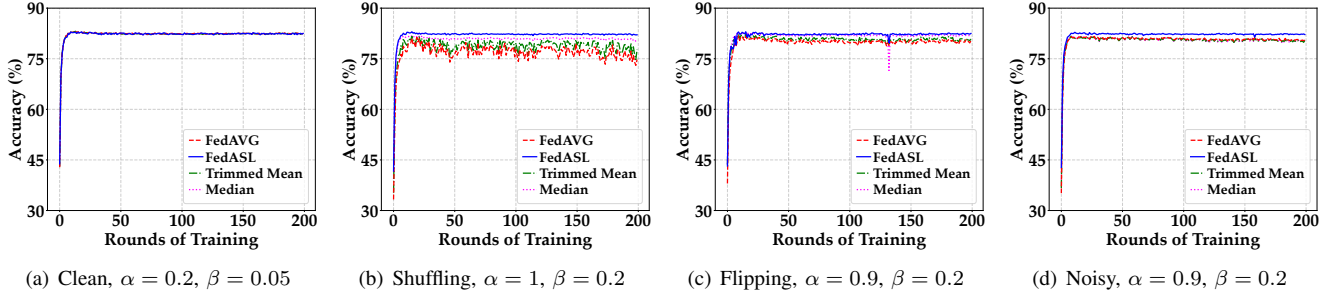 90
75
60
45
30
Accuracy (%)
0 50 100 150 200
Rounds of Training
FedAVG
FedASL
Trimmed Mean
Median
(a) Clean, α = 0.2, β = 0.05
90
75
60
45
30
Accuracy (%)
0 50 100 150 200
Rounds of Training
FedAVG
FedASL
Trimmed Mean
Median
(b) Shuffling, α = 1, β = 0.2
90
75
60
45
30
Accuracy (%)
0 50 100 150 200
Rounds of Training
FedAVG
FedASL
Trimmed Mean
Median
(c) Flipping, α = 0.9, β = 0.2
90
75
60
45
30
Accuracy (%)
0 50 100 150 200
Rounds of Training
FedAVG
FedASL
Trimmed Mean
Median
(d) Noisy, α = 0.9, β = 0.2